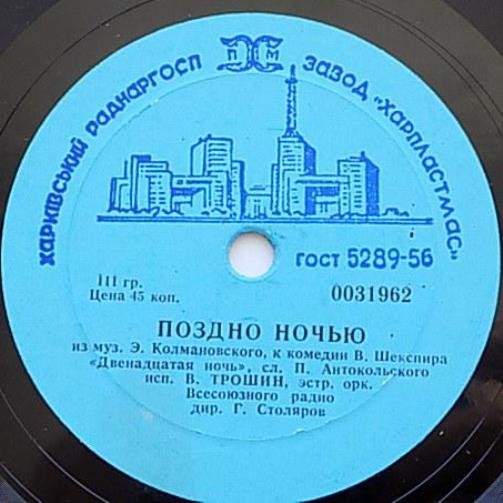 ХАРКІВСЬКИЙ РАДНАРГОСП
ПМ
ЗАВОД „ХАРПЛАСТМАС"
ГОСТ 5289-56
III гр.
Цена 45 коп.
0031962
ПОЗДНО НОЧЬЮ
из муз. Э. Колмановского, к комедии В. Шекспира
«Двенадцатая ночь», сл. П. Антокольского
исп. В. ТРОШИН, эстр. орк.
Всесоюзного радио
дир. Г. Столяров